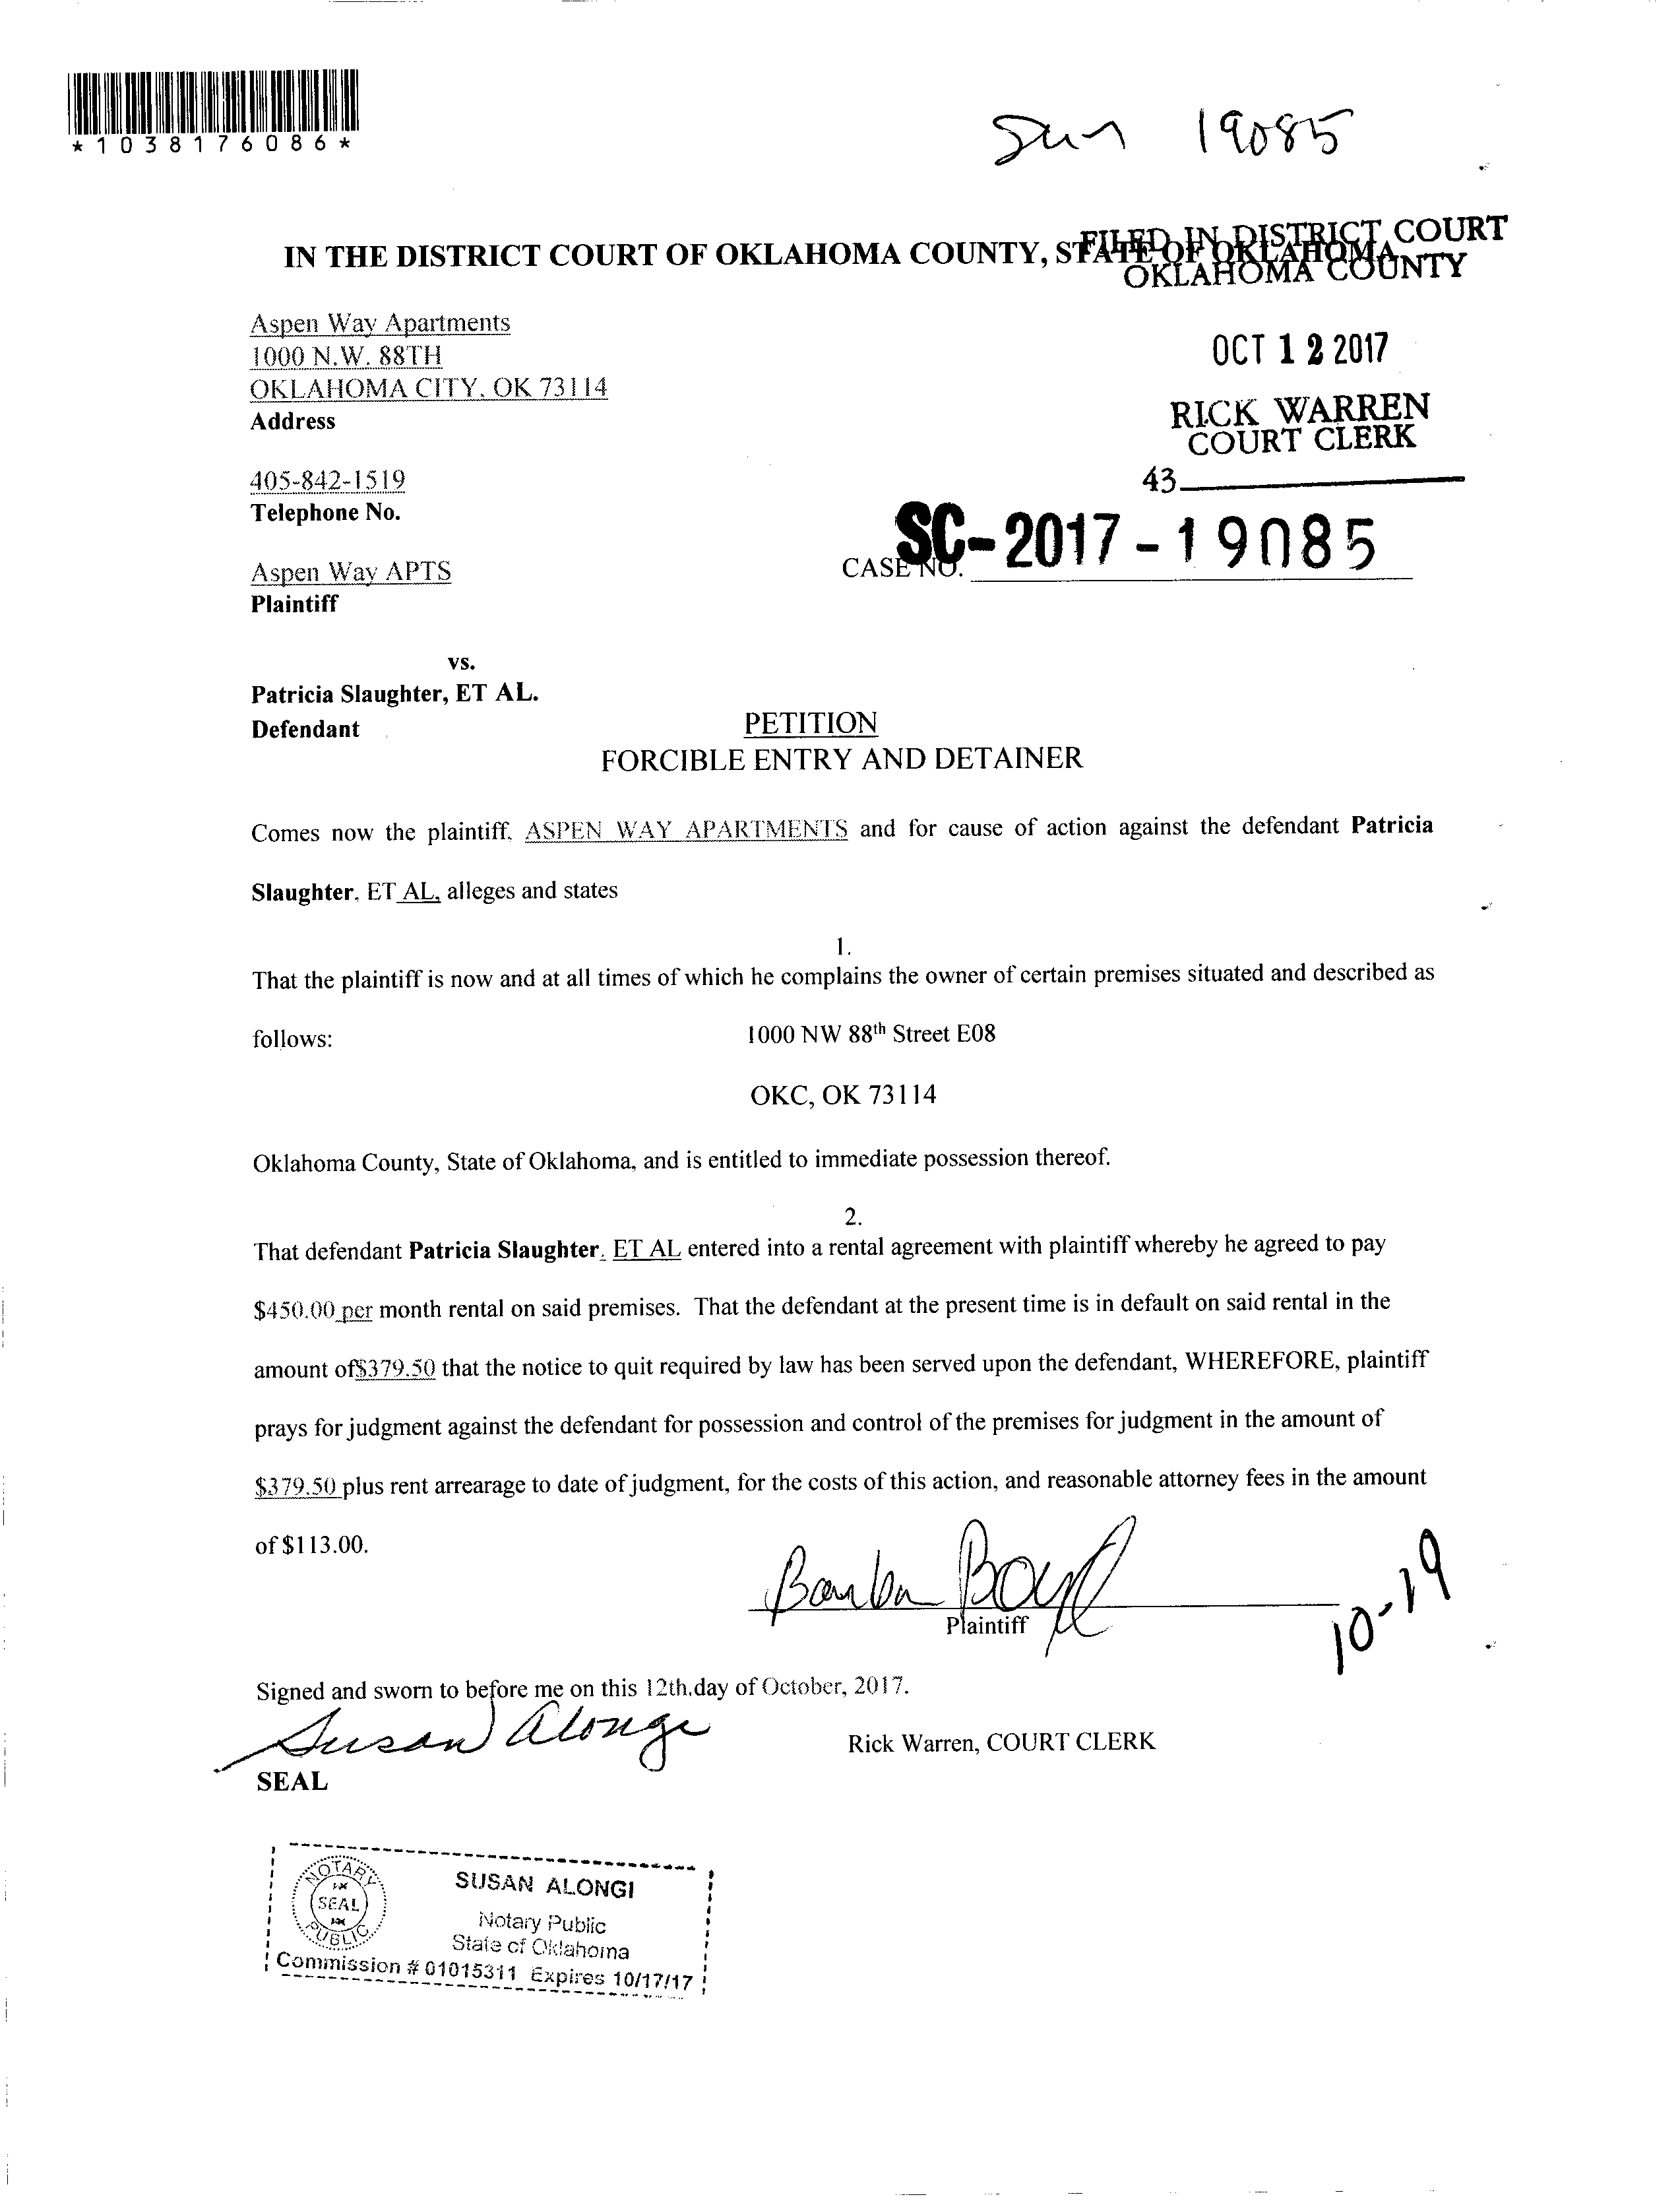 *1038176086*
Sum 19085
IN THE DISTRICT COURT OF OKLAHOMA COUNTY, STATE OF OKLAHOMA
FILED IN DISTRICT COURT
OKLAHOMA COUNTY
Aspen Way Apartments
1000 N.W. 88TH
OKLAHOMA CITY, OK 73114
Address
OCT 12 2017
RICK WARREN
COURT CLERK
43
405-842-1519
Telephone No.
CASE NO. SC-2017-19085
Aspen Way APTS
Plaintiff
vs.
Patricia Slaughter, ET AL.
Defendant
PETITION
FORCIBLE ENTRY AND DETAINER
Comes now the plaintiff, ASPEN WAY APARTMENTS and for cause of action against the defendant Patricia
Slaughter, ET AL, alleges and states
1.
That the plaintiff is now and at all times of which he complains the owner of certain premises situated and described as
follows: 1000 NW 88th Street E08
OKC, OK 73114
Oklahoma County, State of Oklahoma, and is entitled to immediate possession thereof.
2.
That defendant Patricia Slaughter, ET AL entered into a rental agreement with plaintiff whereby he agreed to pay
$450.00 per month rental on said premises. That the defendant at the present time is in default on said rental in the
amount of$379.50 that the notice to quit required by law has been served upon the defendant, WHEREFORE, plaintiff
prays for judgment against the defendant for possession and control of the premises for judgment in the amount of
$379.50 plus rent arrearage to date of judgment, for the costs of this action, and reasonable attorney fees in the amount
of $113.00.
Barbra Boyd
Plaintiff
10-19
Signed and sworn to before me on this 12th.day of October, 2017.
Susan Alongi
Rick Warren, COURT CLERK
SEAL
NOTARY
SEAL
PUBLIC
SUSAN ALONGI
Notary Public
State of Oklahoma
Commission # 01015311 Expires 10/17/17